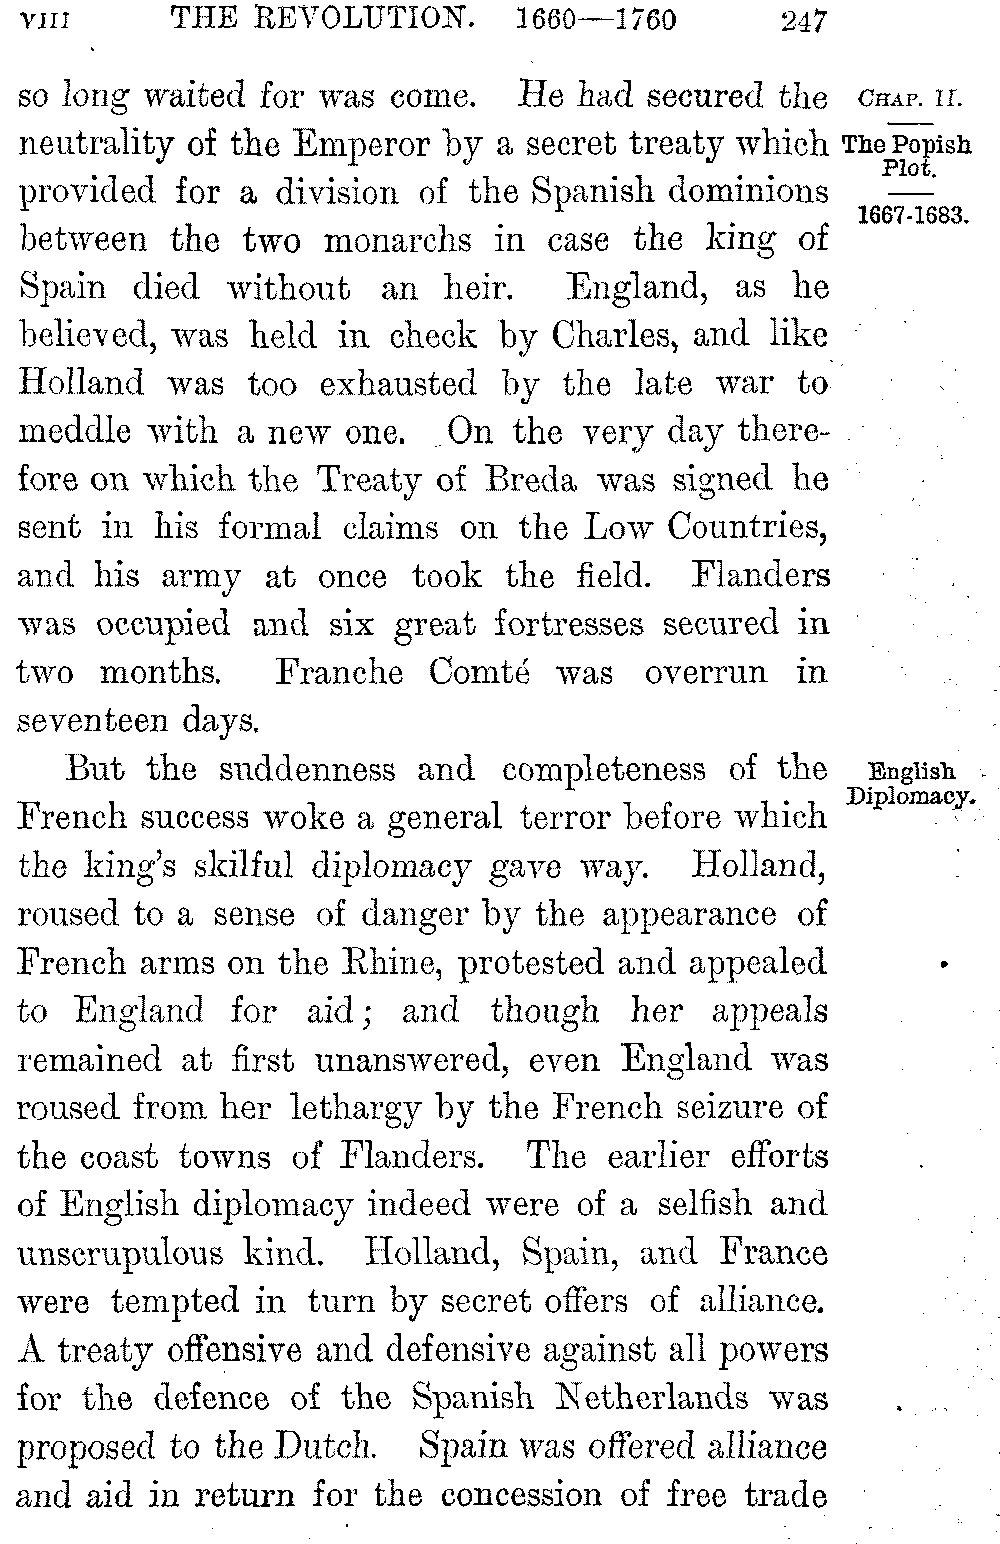 VIII THE REVOLUTION. 1660—1760 247
so long waited for was come. He had secured the
neutrality of the Emperor by a secret treaty which
provided for a division of the Spanish dominions
between the two monarchs in case the king of
Spain died without an heir. England, as he
believed, was held in check by Charles, and like
Holland was too exhausted by the late war to
meddle with a new one. On the very day there-
fore on which the Treaty of Breda was signed he
sent in his formal claims on the Low Countries,
and his army at once took the field. Flanders
was occupied and six great fortresses secured in
two months. Franche Comté was overrun in
seventeen days.
CHAP. II.
The Popish
Plot.
1667-1683.
But the suddenness and completeness of the
French success woke a general terror before which
the king's skilful diplomacy gave way. Holland,
roused to a sense of danger by the appearance of
French arms on the Rhine, protested and appealed
to England for aid; and though her appeals
remained at first unanswered, even England was
roused from her lethargy by the French seizure of
the coast towns of Flanders. The earlier efforts
of English diplomacy indeed were of a selfish and
unscrupulous kind. Holland, Spain, and France
were tempted in turn by secret offers of alliance.
A treaty offensive and defensive against all powers
for the defence of the Spanish Netherlands was
proposed to the Dutch. Spain was offered alliance
and aid in return for the concession of free trade
English
Diplomacy.